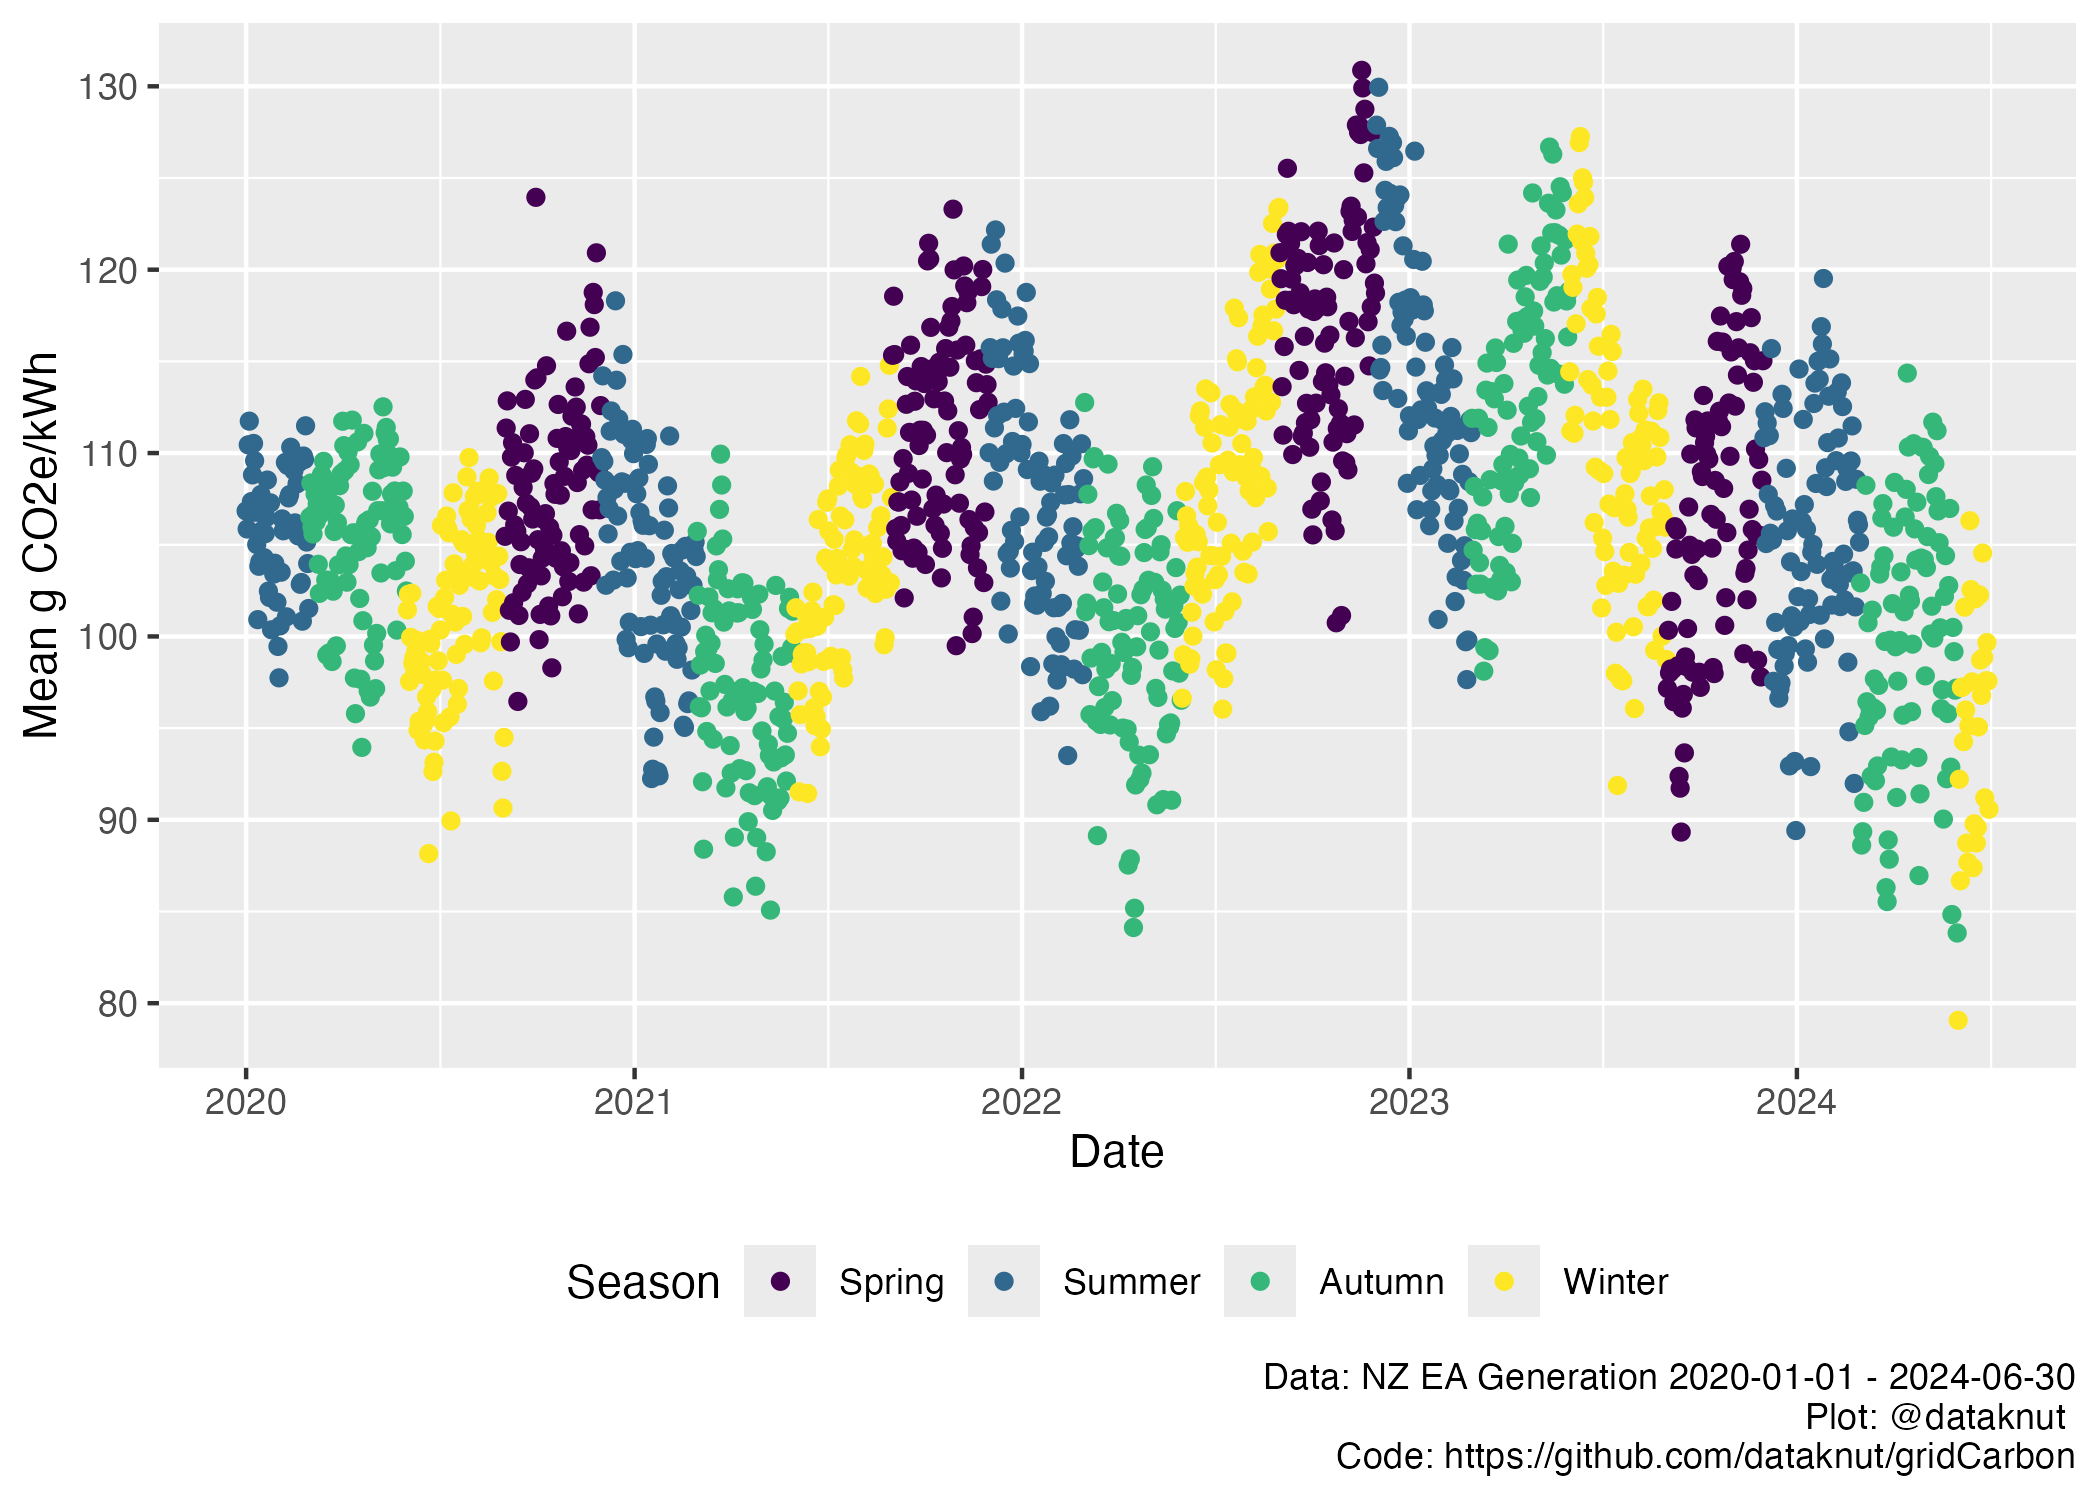 130
120
110
100
90
80
Mean g CO2e/kWh
2020 2021 2022 2023 2024
Date
Season Spring Summer Autumn Winter
Data: NZ EA Generation 2020-01-01 - 2024-06-30
Plot: @dataknut
Code: https://github.com/dataknut/gridCarbon